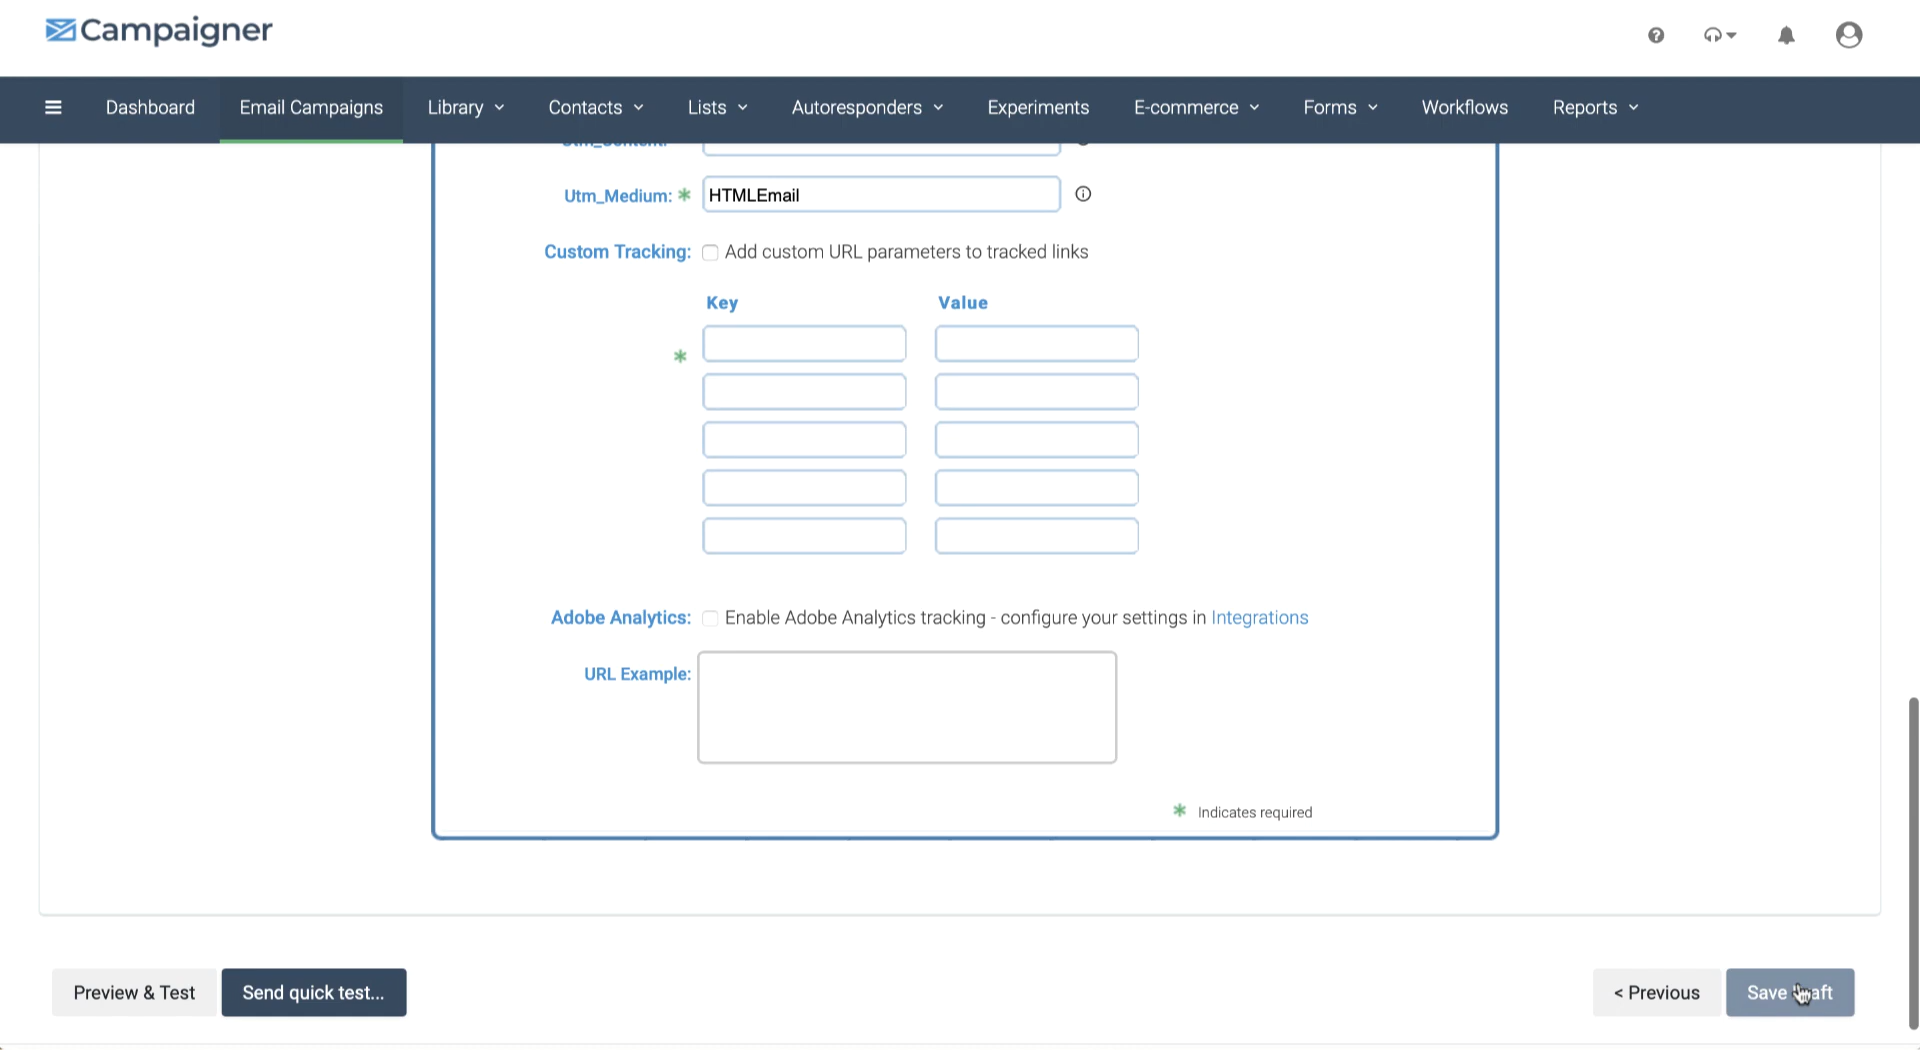 Campaigner
Dashboard Email Campaigns Library Contacts Lists Autoresponders Experiments E-commerce Forms Workflows Reports
Utm_Medium: * HTMLEmail
Custom Tracking: Add custom URL parameters to tracked links
Key Value
*
Adobe Analytics: Enable Adobe Analytics tracking - configure your settings in Integrations
URL Example:
* Indicates required
Preview & Test Send quick test... < Previous Save